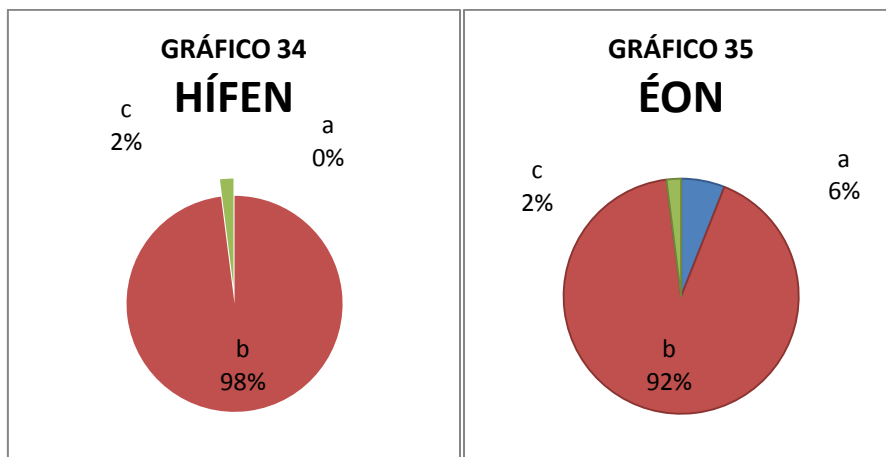 GRÁFICO 34
HÍFEN
c
2%
a
0%
b
98%
GRÁFICO 35
ÉON
c
2%
a
6%
b
92%